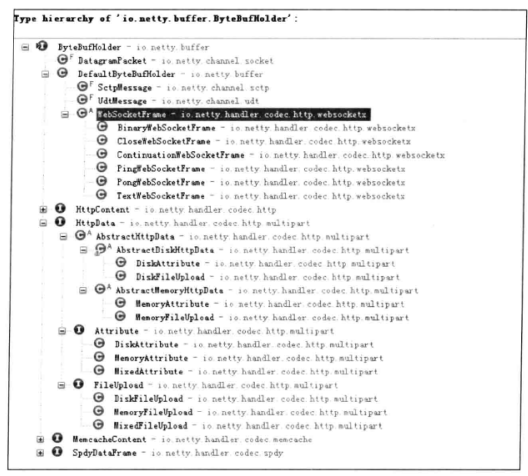 Type hierarchy of 'io.netty.buffer.ByteBufHolder':
ByteBufHolder - io.netty.buffer
DatagramPacket - io.netty.channel.socket
DefaultByteBufHolder - io.netty.buffer
SctpMessage - io.netty.channel.sctp
UdtMessage - io.netty.channel.udt
WebSocketFrame - io.netty.handler.codec.http.websocketx
BinaryWebSocketFrame - io.netty.handler.codec.http.websocketx
CloseWebSocketFrame - io.netty.handler.codec.http.websocketx
ContinuationWebSocketFrame - io.netty.handler.codec.http.websocketx
PingWebSocketFrame - io.netty.handler.codec.http.websocketx
PongWebSocketFrame - io.netty.handler.codec.http.websocketx
TextWebSocketFrame - io.netty.handler.codec.http.websocketx
HttpContent - io.netty.handler.codec.http
HttpData - io.netty.handler.codec.http.multipart
AbstractHttpData - io.netty.handler.codec.http.multipart
AbstractDiskHttpData - io.netty.handler.codec.http.multipart
DiskAttribute - io.netty.handler.codec.http.multipart
DiskFileUpload - io.netty.handler.codec.http.multipart
AbstractMemoryHttpData - io.netty.handler.codec.http.multipart
MemoryAttribute - io.netty.handler.codec.http.multipart
MemoryFileUpload - io.netty.handler.codec.http.multipart
Attribute - io.netty.handler.codec.http.multipart
DiskAttribute - io.netty.handler.codec.http.multipart
MemoryAttribute - io.netty.handler.codec.http.multipart
MixedAttribute - io.netty.handler.codec.http.multipart
FileUpload - io.netty.handler.codec.http.multipart
DiskFileUpload - io.netty.handler.codec.http.multipart
MemoryFileUpload - io.netty.handler.codec.http.multipart
MixedFileUpload - io.netty.handler.codec.http.multipart
MemcacheContent - io.netty.handler.codec.memcache
SpdyDataFrame - io.netty.handler.codec.spdy